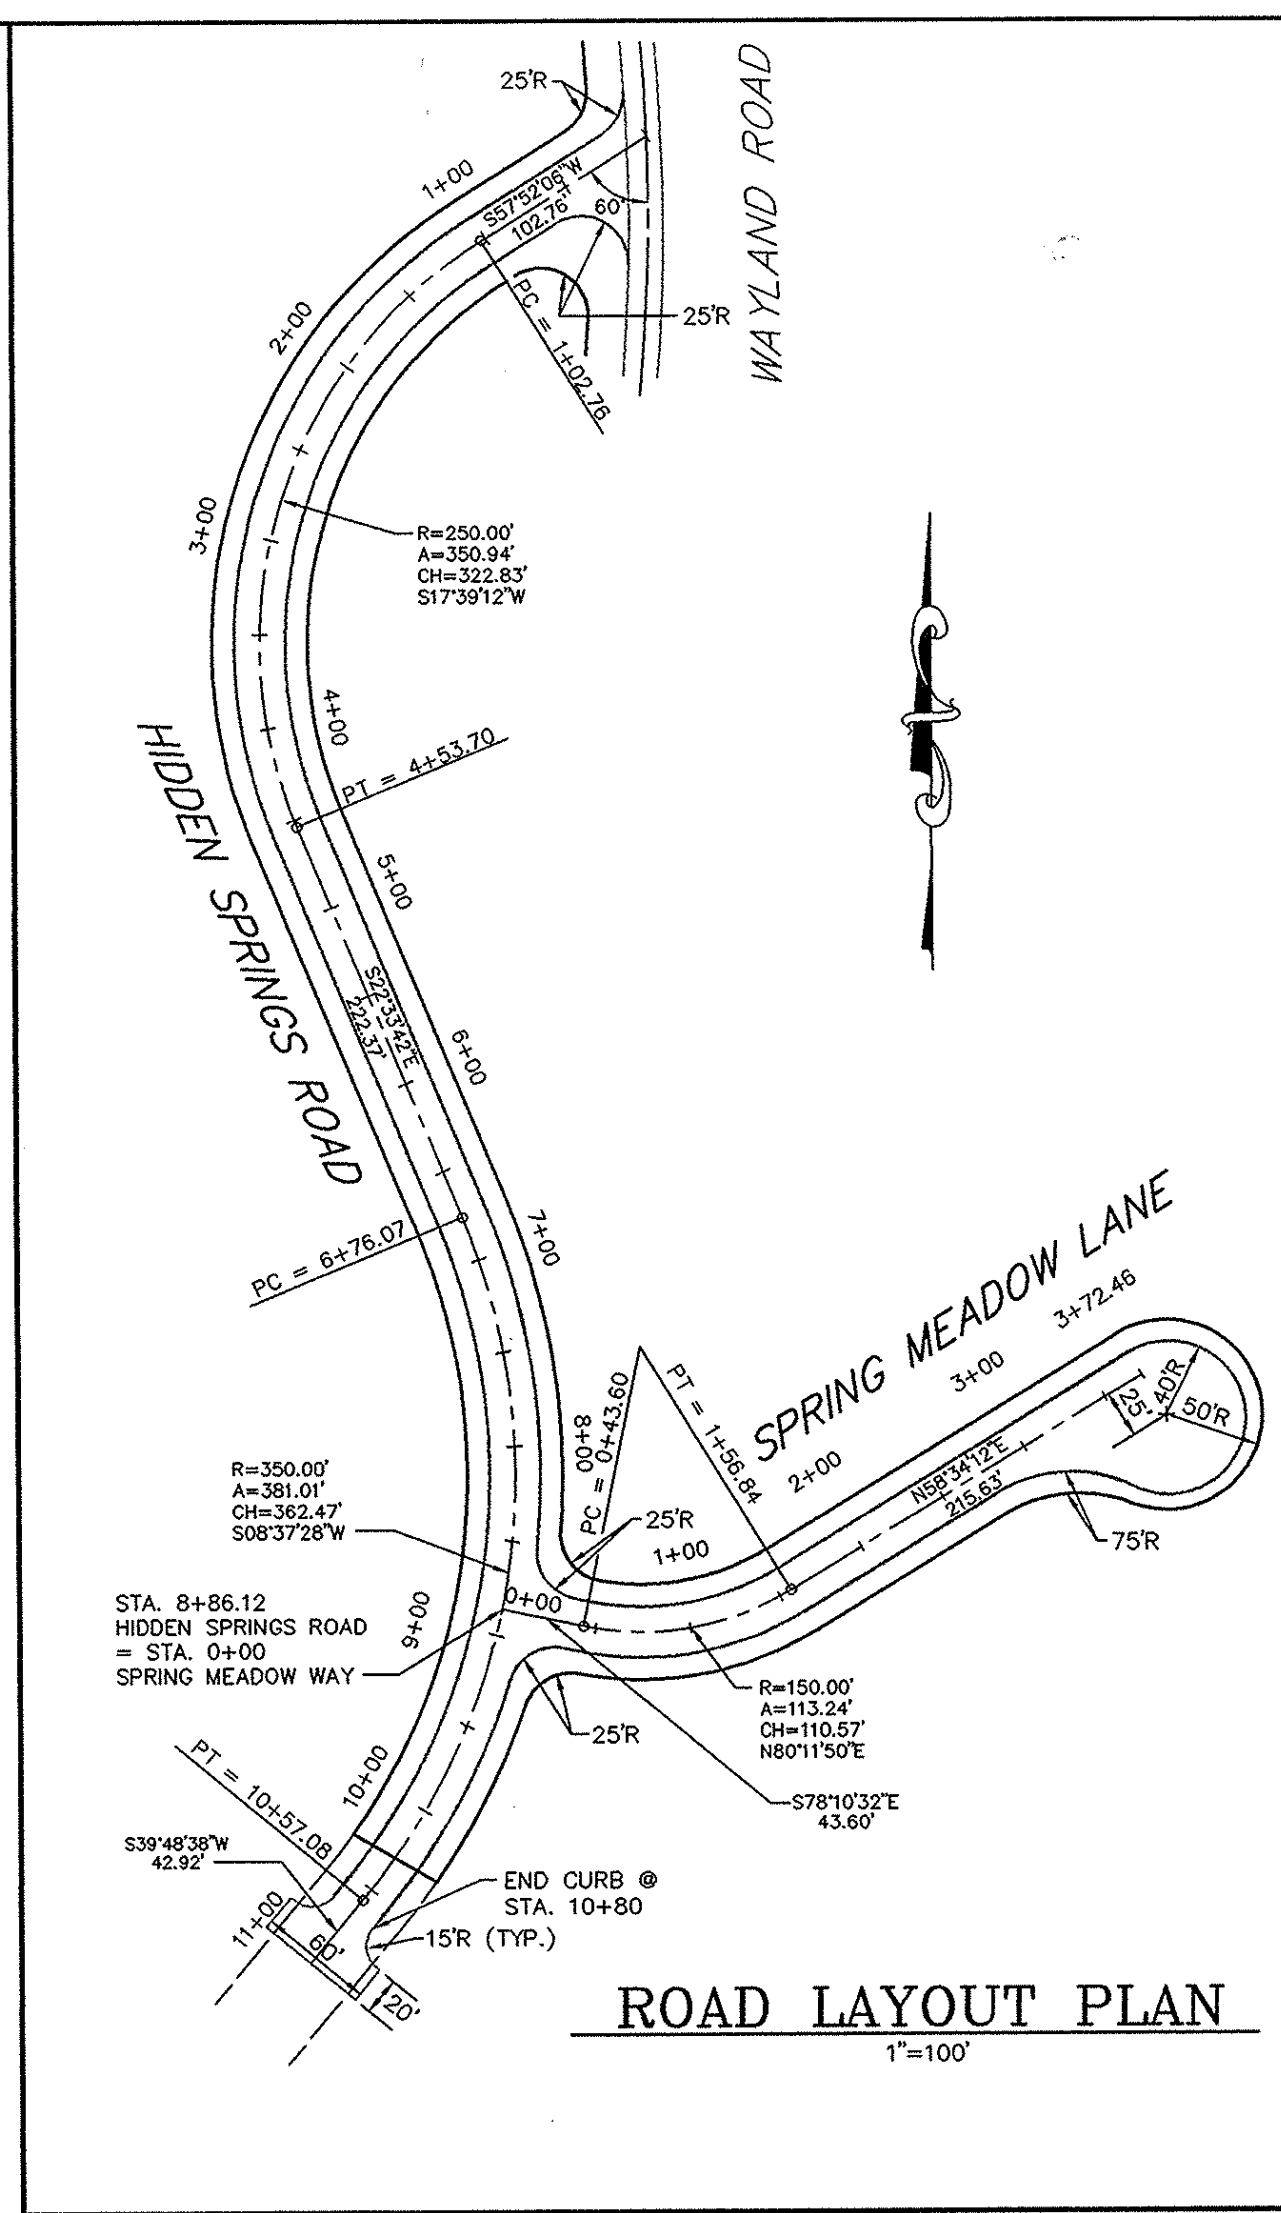 25'R
WAYLAND ROAD
1+00
S57°52'06"W
102.76'
60'
2+00
PC = 1+02.76
25'R
3+00
R=250.00'
A=350.94'
CH=322.83'
S17°39'12"W
4+00
PT = 4+53.70
HIDDEN SPRINGS ROAD
5+00
S22°33'42"E
222.37'
6+00
PC = 6+76.07
7+00
SPRING MEADOW LANE
3+72.46
3+00
2+00
40'R
25'
50'R
N58°34'12"E
215.63'
75'R
8+00
PC = 0+43.60
PT = 1+56.84
R=350.00'
A=381.01'
CH=362.47'
S08°37'28"W
25'R
1+00
0+00
STA. 8+86.12
HIDDEN SPRINGS ROAD
= STA. 0+00
SPRING MEADOW WAY
9+00
R=150.00'
A=113.24'
CH=110.57'
N80°11'50"E
25'R
S78°10'32"E
43.60'
10+00
PT = 10+57.08
S39°48'38"W
42.92'
END CURB @
STA. 10+80
11+00
60'
15'R (TYP.)
20'
ROAD LAYOUT PLAN
1"=100'